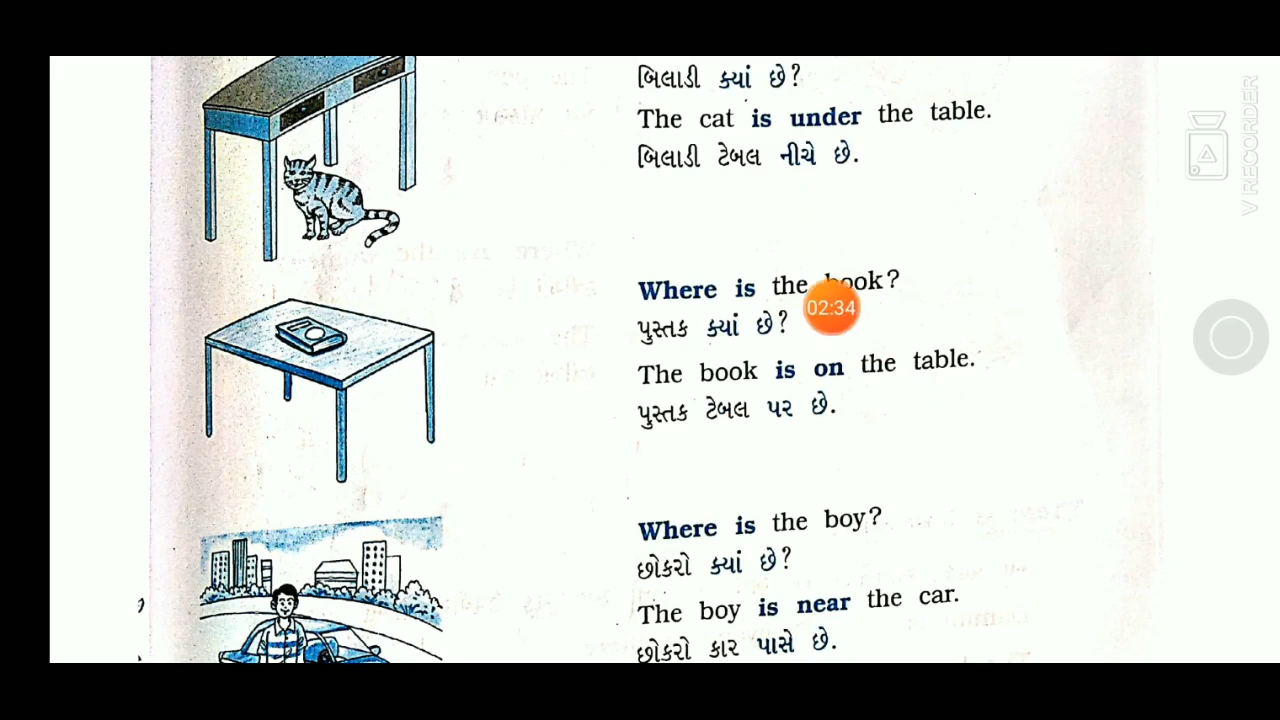 બિલાડી ક્યાં છે?
The cat is under the table.
બિલાડી ટેબલ નીચે છે.
Where is the book?
02:34
પુસ્તક ક્યાં છે?
The book is on the table.
પુસ્તક ટેબલ પર છે.
Where is the boy?
છોકરો ક્યાં છે?
The boy is near the car.
છોકરો કાર પાસે છે.
V RECORDER